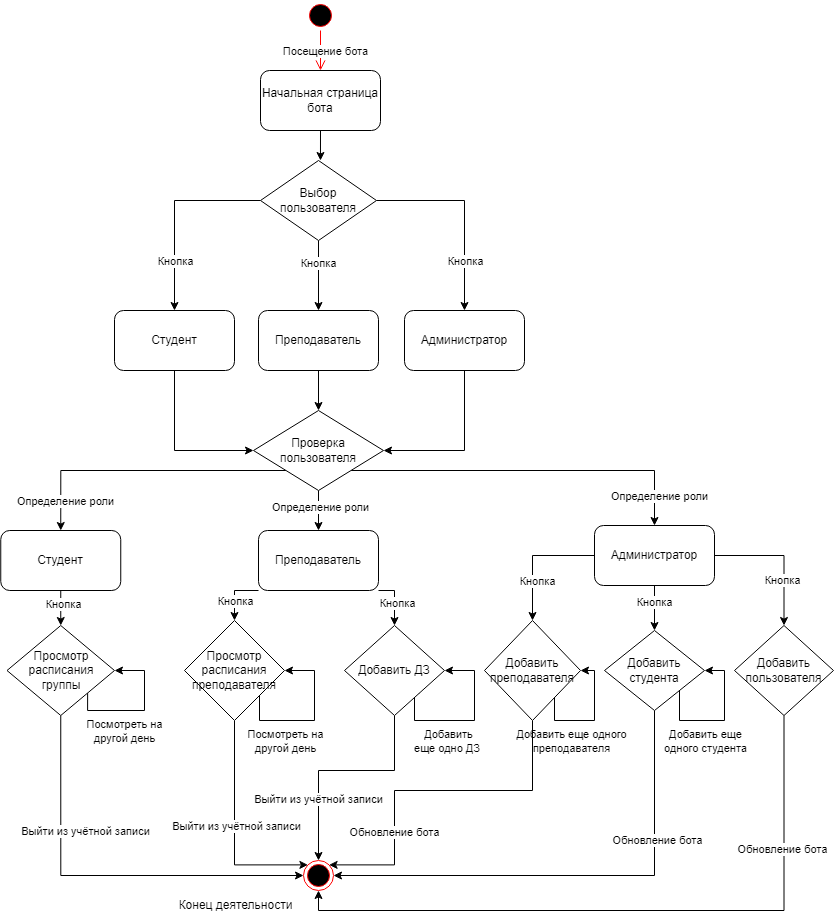 Посещение бота
Начальная страница
бота
Выбор
пользователя
Кнопка
Кнопка
Кнопка
Студент
Преподаватель
Администратор
Проверка
пользователя
Определение роли
Определение роли
Определение роли
Студент
Преподаватель
Администратор
Кнопка
Кнопка
Кнопка
Кнопка
Кнопка
Кнопка
Просмотр
расписания
группы
Просмотр
расписания
преподавателя
Добавить ДЗ
Добавить
преподавателя
Добавить
студента
Добавить
пользователя
Посмотреть на
другой день
Посмотреть на
другой день
Добавить
еще одно ДЗ
Добавить еще одного
преподавателя
Добавить еще
одного студента
Выйти из учётной записи
Выйти из учётной записи
Выйти из учётной записи
Обновление бота
Обновление бота
Обновление бота
Конец деятельности